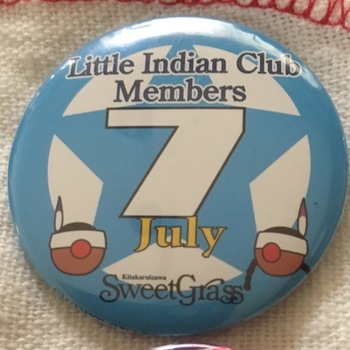 Little Indian Club
Members
7
July
Kitakaruizawa
SweetGrass